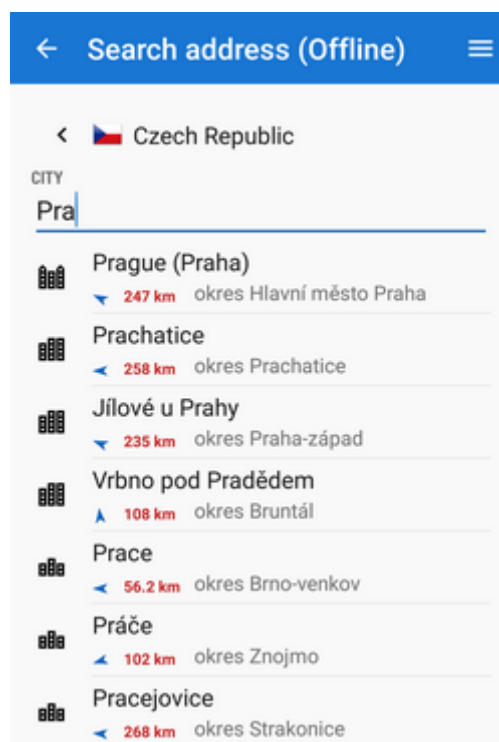 Search address (Offline)
Czech Republic
CITY
Pra
Prague (Praha)
247 km okres Hlavní město Praha
Prachatice
258 km okres Prachatice
Jílové u Prahy
235 km okres Praha-západ
Vrbno pod Pradědem
108 km okres Bruntál
Prace
56.2 km okres Brno-venkov
Práče
102 km okres Znojmo
Pracejovice
268 km okres Strakonice